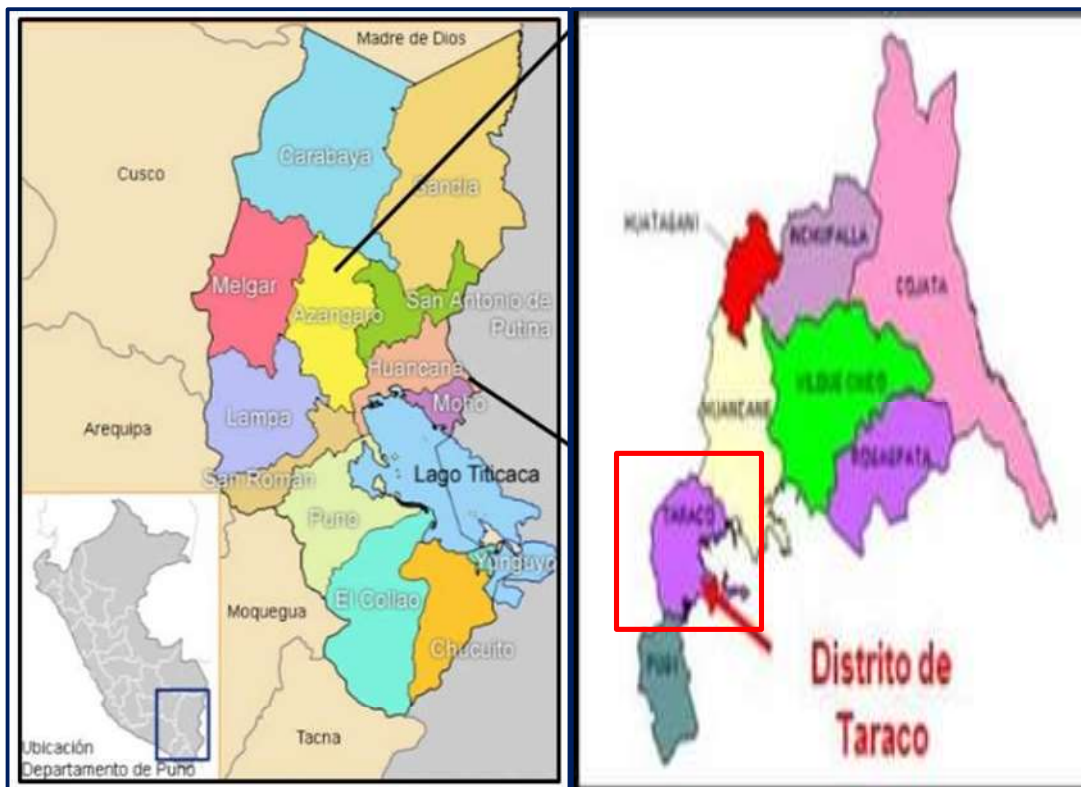 Madre de Dios
Cusco
Carabaya
Sandia
Melgar
Azangaro
San Antonio de
Putina
Huancane
Moho
Lampa
Arequipa
San Roman
Lago Titicaca
Puno
Yunguyo
Moquegua
El Collao
Chucuito
Tacna
Ubicación
Departamento de Puno
HUATASANI
INCHUPALLA
COJATA
VILQUE CHICO
HUANCANE
ROSASPATA
TARACO
PUSI
Distrito de
Taraco